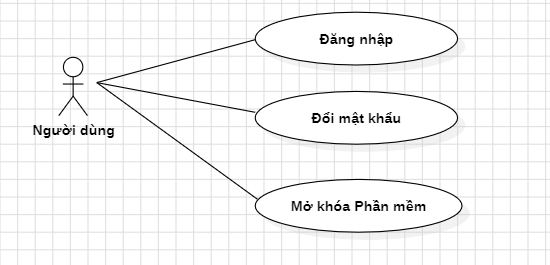 Đăng nhập
Người dùng
Đổi mật khẩu
Mở khóa Phần mềm